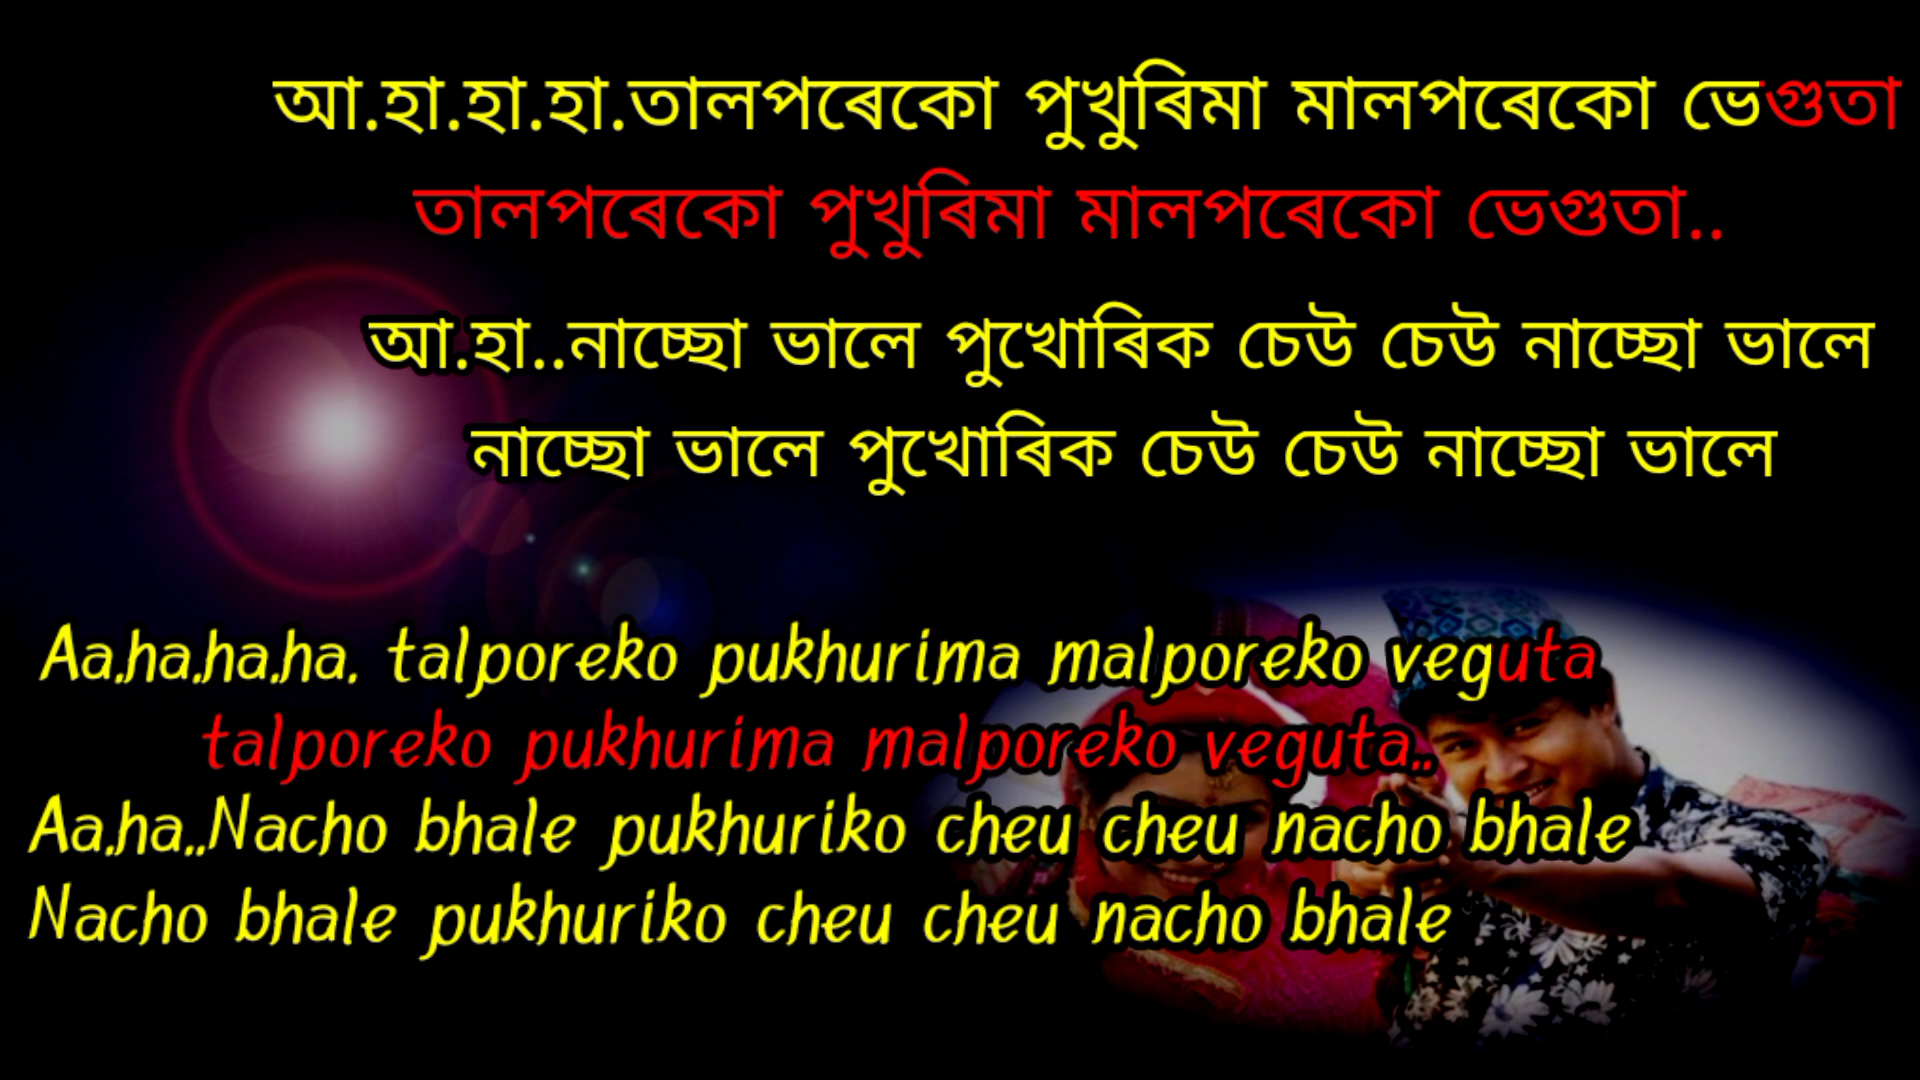 আ.হা.হা.হা.তালপৰেকো পুখুৰিমা মালপৰেকো ভেগুতা
তালপৰেকো পুখুৰিমা মালপৰেকো ভেগুতা..
আ.হা..নাচ্ছো ভালে পুখোৰিক চেউ চেউ নাচ্ছো ভালে
নাচ্ছো ভালে পুখোৰিক চেউ চেউ নাচ্ছো ভালে
Aa.ha.ha.ha. talporeko pukhurima malporeko veguta
talporeko pukhurima malporeko veguta..
Aa.ha..Nacho bhale pukhuriko cheu cheu nacho bhale
Nacho bhale pukhuriko cheu cheu nacho bhale